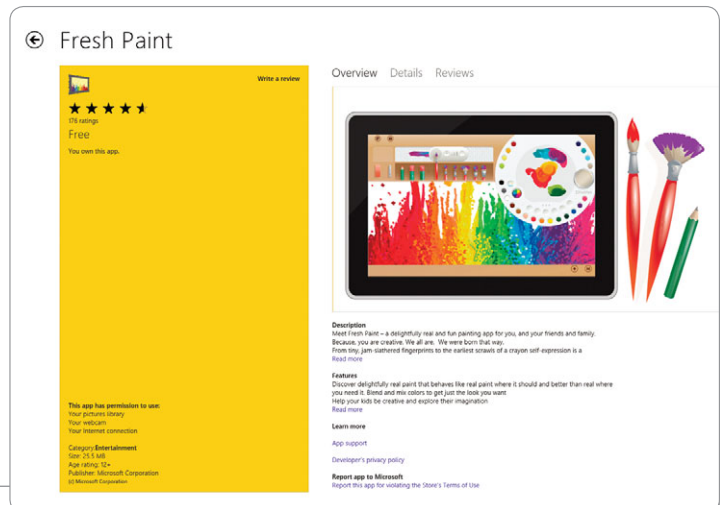 Fresh Paint
Write a review
176 ratings
Free
You own this app.
This app has permission to use:
Your pictures library
Your webcam
Your Internet connection
Category:Entertainment
Size: 25.5 MB
Age rating: 12+
Publisher: Microsoft Corporation
(c) Microsoft Corporation
Overview Details Reviews
Description
Meet Fresh Paint – a delightfully real and fun painting app for you, and your friends and family.
Because, you are creative. We all are. We were born that way.
From tiny, jam-slathered fingerprints to the earliest scrawls of a crayon self-expression is a
Read more
Features
Discover delightfully real paint that behaves like real paint where it should and better than real where
you need it. Blend and mix colors to get just the look you want
Help your kids be creative and explore their imagination
Read more
Learn more
App support
Developer's privacy policy
Report app to Microsoft
Report this app for violating the Store's Terms of Use